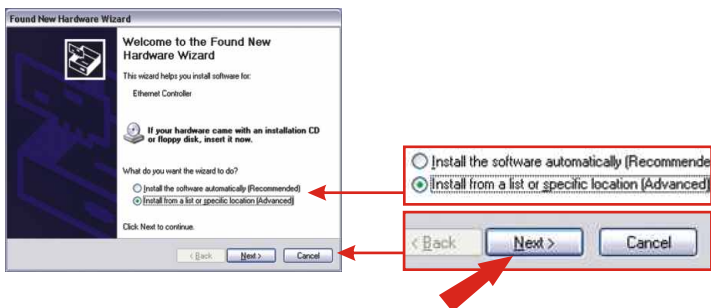 Found New Hardware Wizard
Welcome to the Found New
Hardware Wizard
This wizard helps you install software for:
Ethernet Controller
If your hardware came with an installation CD
or floppy disk, insert it now.
What do you want the wizard to do?
Install the software automatically (Recommended)
Install from a list or specific location (Advanced)
Click Next to continue.
< Back Next > Cancel
Install the software automatically (Recommende
Install from a list or specific location (Advanced)
< Back Next > Cancel